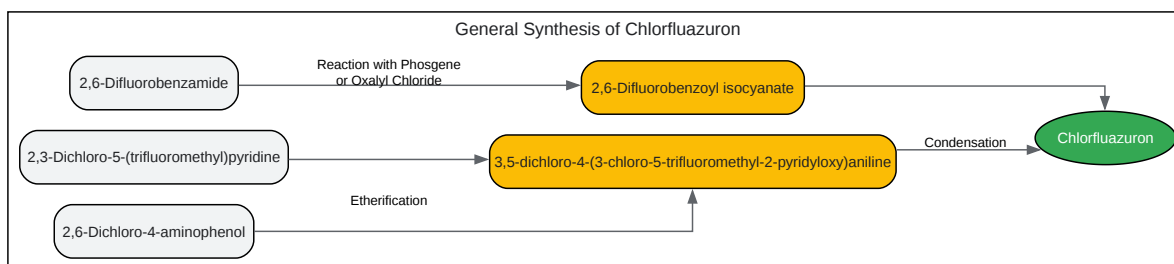 General Synthesis of Chlorfluazuron
2,6-Difluorobenzamide
Reaction with Phosgene
or Oxalyl Chloride
2,6-Difluorobenzoyl isocyanate
2,3-Dichloro-5-(trifluoromethyl)pyridine
3,5-dichloro-4-(3-chloro-5-trifluoromethyl-2-pyridyloxy)aniline
Condensation
Chlorfluazuron
Etherification
2,6-Dichloro-4-aminophenol